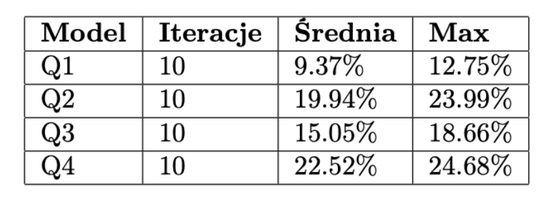 Model Iteracje Średnia Max
Q1 10 9.37% 12.75%
Q2 10 19.94% 23.99%
Q3 10 15.05% 18.66%
Q4 10 22.52% 24.68%